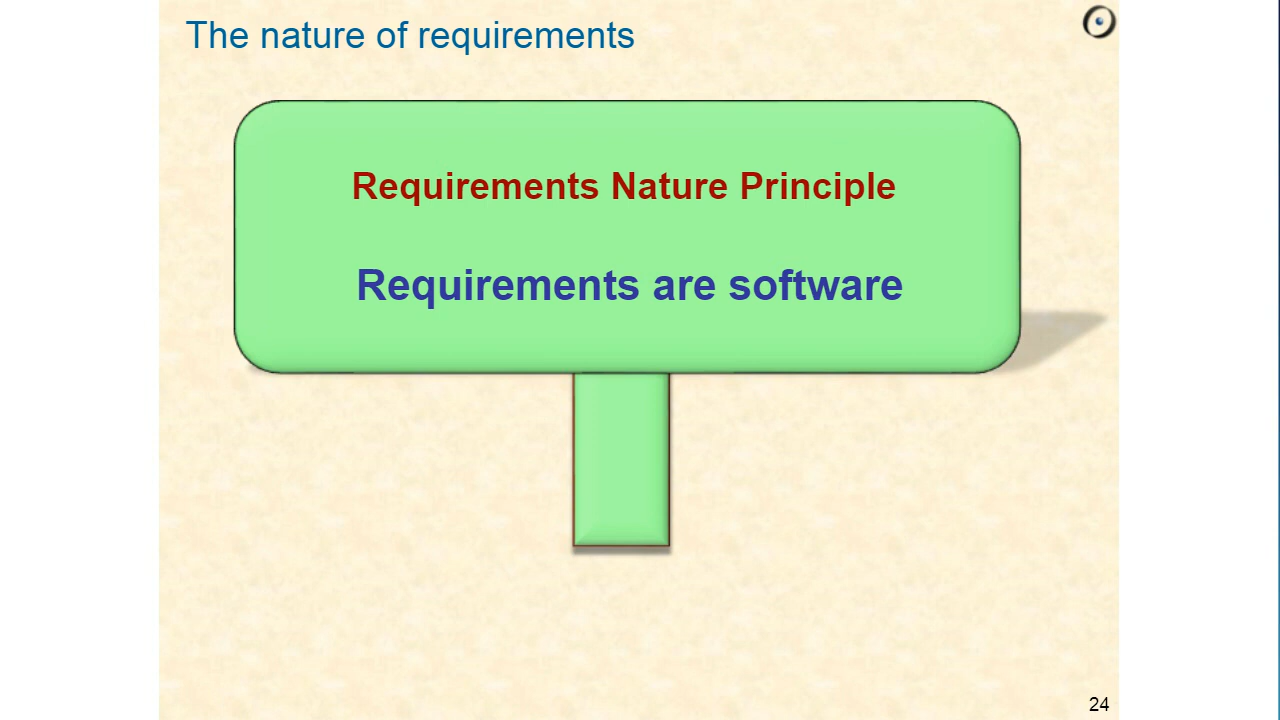 The nature of requirements
Requirements Nature Principle
Requirements are software
24